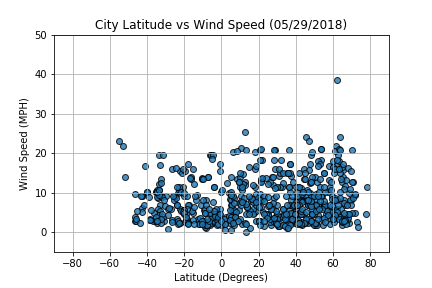 City Latitude vs Wind Speed (05/29/2018)
50
40
30
20
10
0
Wind Speed (MPH)
−80 −60 −40 −20 0 20 40 60 80
Latitude (Degrees)